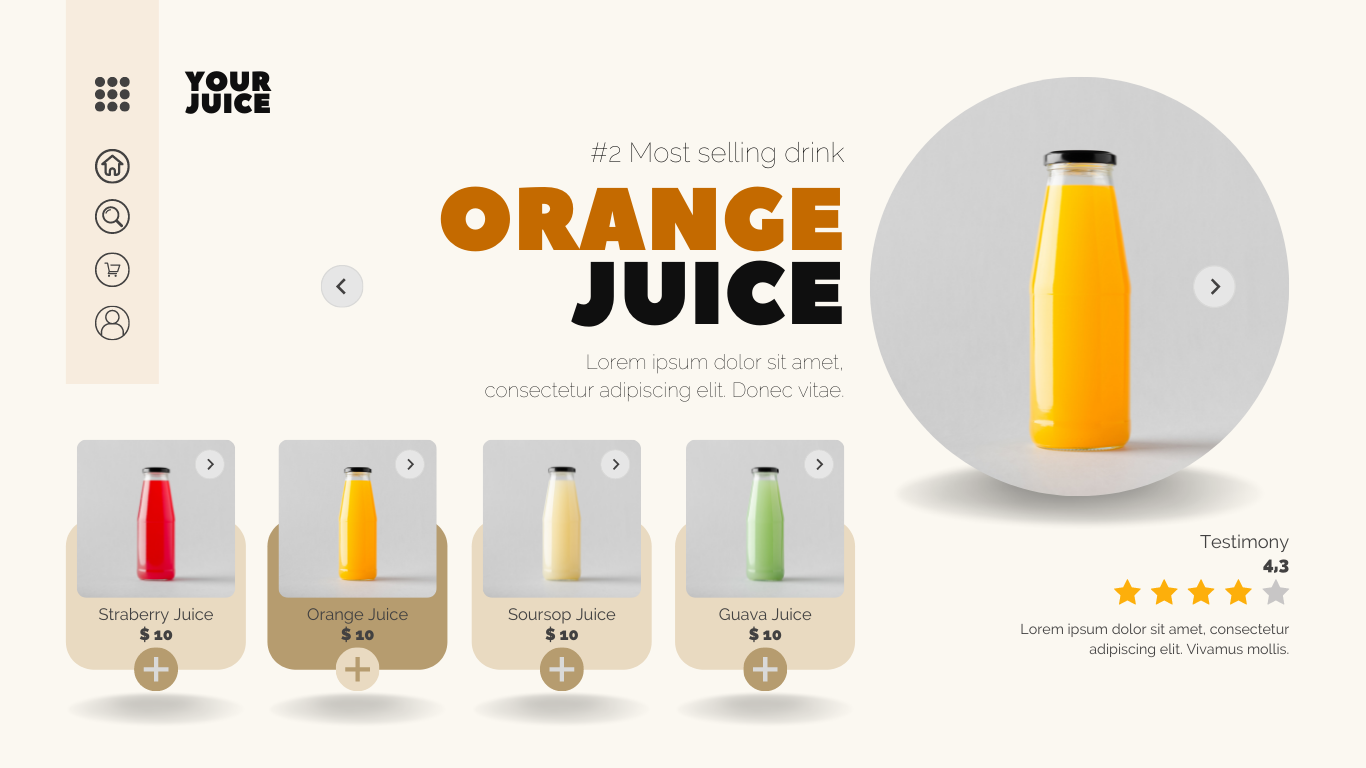 YOUR
JUICE
#2 Most selling drink
ORANGE
JUICE
Lorem ipsum dolor sit amet,
consectetur adipiscing elit. Donec vitae.
Straberry Juice
$ 10
Orange Juice
$ 10
Soursop Juice
$ 10
Guava Juice
$ 10
Testimony
4,3
Lorem ipsum dolor sit amet, consectetur
adipiscing elit. Vivamus mollis.